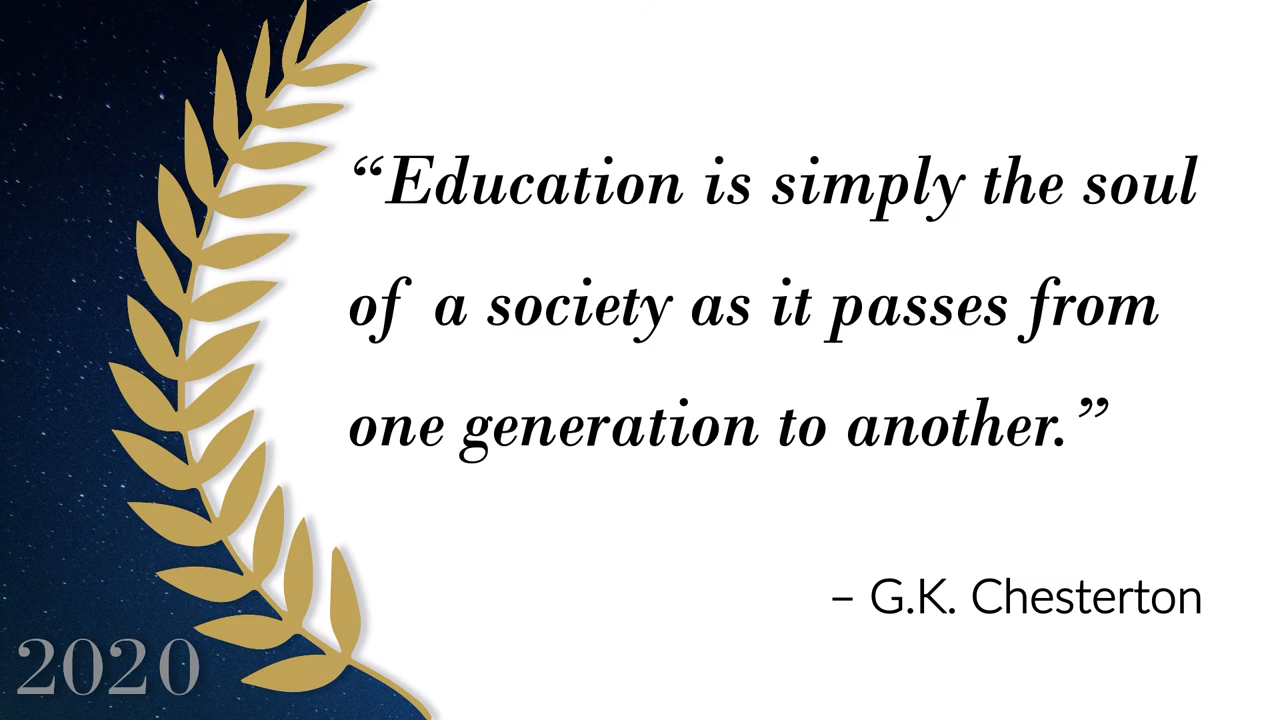 “Education is simply the soul
of a society as it passes from
one generation to another.”
– G.K. Chesterton
2020